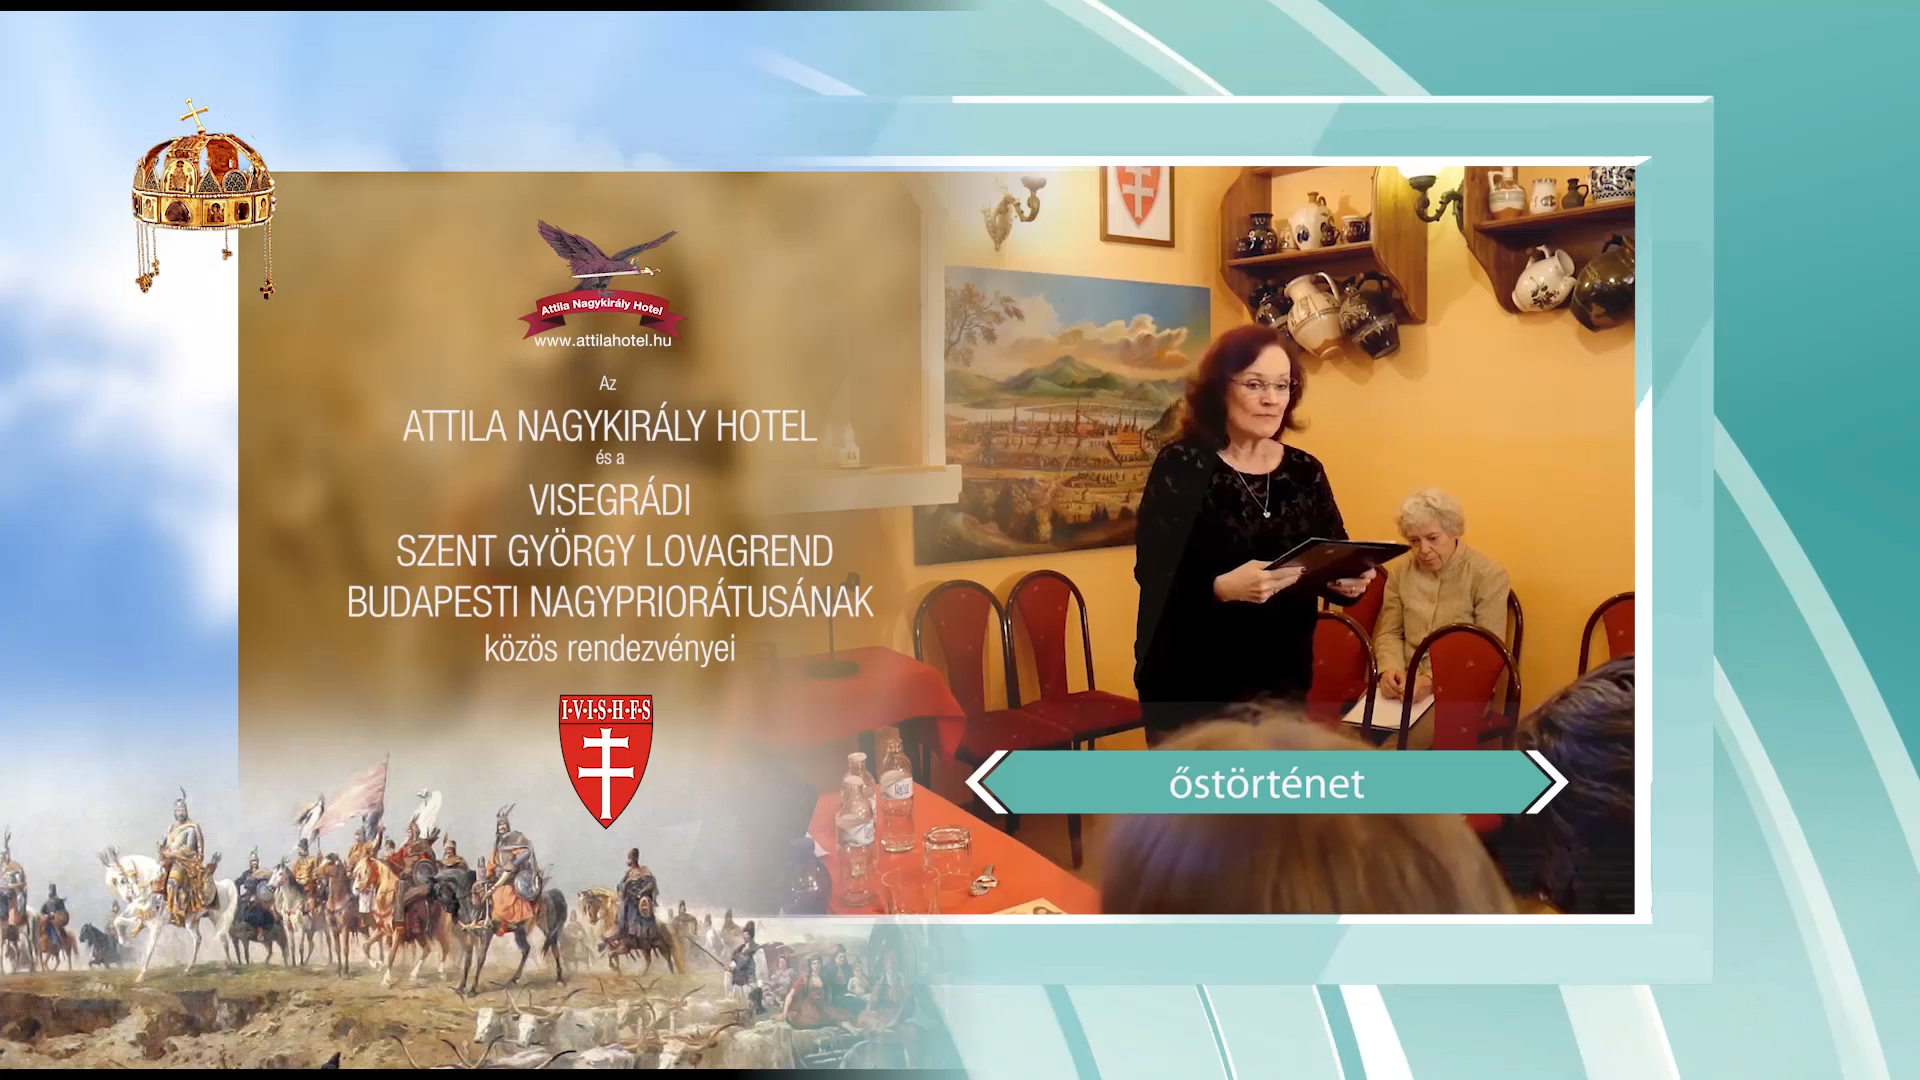 Attila Nagykirály Hotel
www.attilahotel.hu
Az
ATTILA NAGYKIRÁLY HOTEL
és a
VISEGRÁDI
SZENT GYÖRGY LOVAGREND
BUDAPESTI NAGYPRIORÁTUSÁNAK
közös rendezvényei
I·V·I·S·H·F·S
őstörténet